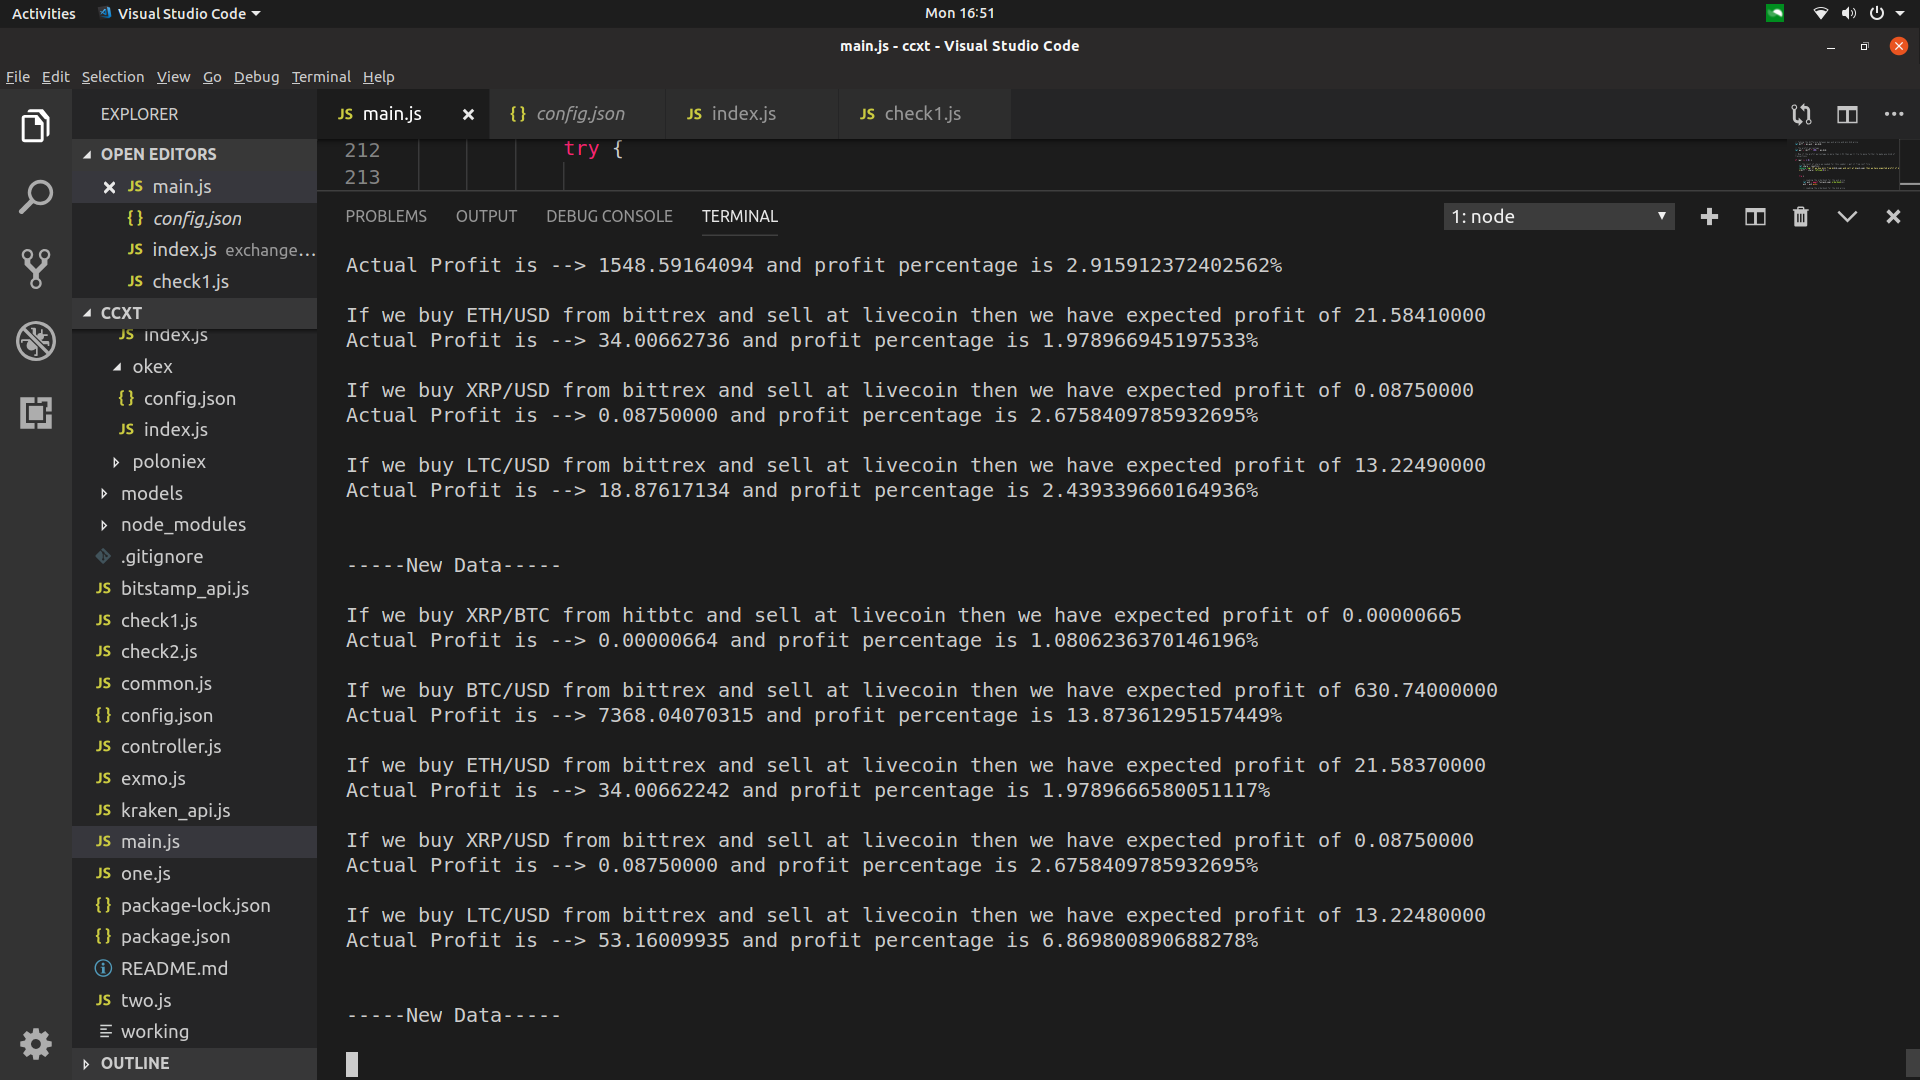 Activities Visual Studio Code Mon 16:51
main.js - ccxt - Visual Studio Code
File Edit Selection View Go Debug Terminal Help
EXPLORER
OPEN EDITORS
JS main.js
{} config.json
JS index.js exchange...
JS check1.js
CCXT
JS index.js
okex
{} config.json
JS index.js
poloniex
models
node_modules
.gitignore
JS bitstamp_api.js
JS check1.js
JS check2.js
JS common.js
{} config.json
JS controller.js
JS exmo.js
JS kraken_api.js
JS main.js
JS one.js
{} package-lock.json
{} package.json
README.md
JS two.js
working
OUTLINE
JS main.js {} config.json JS index.js JS check1.js
212 try {
213
PROBLEMS OUTPUT DEBUG CONSOLE TERMINAL 1: node
Actual Profit is --> 1548.59164094 and profit percentage is 2.915912372402562%
If we buy ETH/USD from bittrex and sell at livecoin then we have expected profit of 21.58410000
Actual Profit is --> 34.00662736 and profit percentage is 1.978966945197533%
If we buy XRP/USD from bittrex and sell at livecoin then we have expected profit of 0.08750000
Actual Profit is --> 0.08750000 and profit percentage is 2.6758409785932695%
If we buy LTC/USD from bittrex and sell at livecoin then we have expected profit of 13.22490000
Actual Profit is --> 18.87617134 and profit percentage is 2.439339660164936%
-----New Data-----
If we buy XRP/BTC from hitbtc and sell at livecoin then we have expected profit of 0.00000665
Actual Profit is --> 0.00000664 and profit percentage is 1.0806236370146196%
If we buy BTC/USD from bittrex and sell at livecoin then we have expected profit of 630.74000000
Actual Profit is --> 7368.04070315 and profit percentage is 13.87361295157449%
If we buy ETH/USD from bittrex and sell at livecoin then we have expected profit of 21.58370000
Actual Profit is --> 34.00662242 and profit percentage is 1.9789666580051117%
If we buy XRP/USD from bittrex and sell at livecoin then we have expected profit of 0.08750000
Actual Profit is --> 0.08750000 and profit percentage is 2.6758409785932695%
If we buy LTC/USD from bittrex and sell at livecoin then we have expected profit of 13.22480000
Actual Profit is --> 53.16009935 and profit percentage is 6.869800890688278%
-----New Data-----